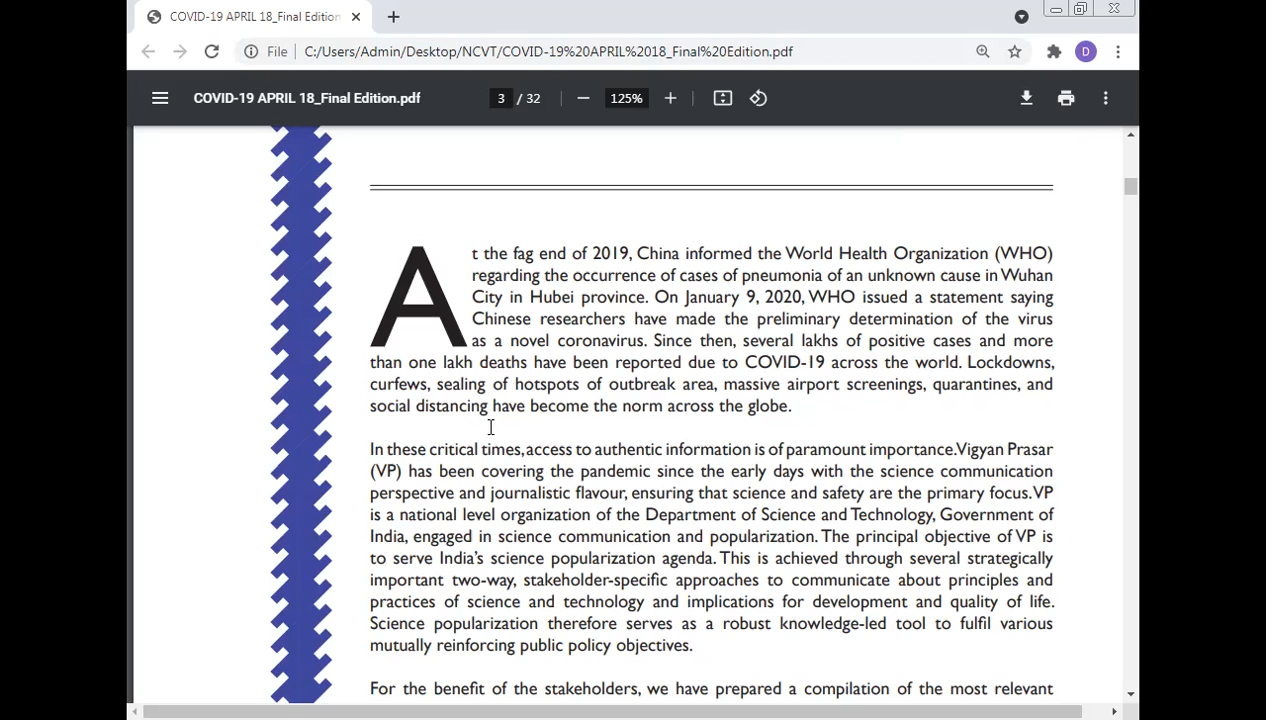 COVID-19 APRIL 18_Final Edition
File C:/Users/Admin/Desktop/NCVT/COVID-19%20APRIL%2018_Final%20Edition.pdf
D
COVID-19 APRIL 18_Final Edition.pdf
3 / 32
125%
At the fag end of 2019, China informed the World Health Organization (WHO)
regarding the occurrence of cases of pneumonia of an unknown cause in Wuhan
City in Hubei province. On January 9, 2020, WHO issued a statement saying
Chinese researchers have made the preliminary determination of the virus
as a novel coronavirus. Since then, several lakhs of positive cases and more
than one lakh deaths have been reported due to COVID-19 across the world. Lockdowns,
curfews, sealing of hotspots of outbreak area, massive airport screenings, quarantines, and
social distancing have become the norm across the globe.
In these critical times, access to authentic information is of paramount importance. Vigyan Prasar
(VP) has been covering the pandemic since the early days with the science communication
perspective and journalistic flavour, ensuring that science and safety are the primary focus. VP
is a national level organization of the Department of Science and Technology, Government of
India, engaged in science communication and popularization. The principal objective of VP is
to serve India's science popularization agenda. This is achieved through several strategically
important two-way, stakeholder-specific approaches to communicate about principles and
practices of science and technology and implications for development and quality of life.
Science popularization therefore serves as a robust knowledge-led tool to fulfil various
mutually reinforcing public policy objectives.
For the benefit of the stakeholders, we have prepared a compilation of the most relevant